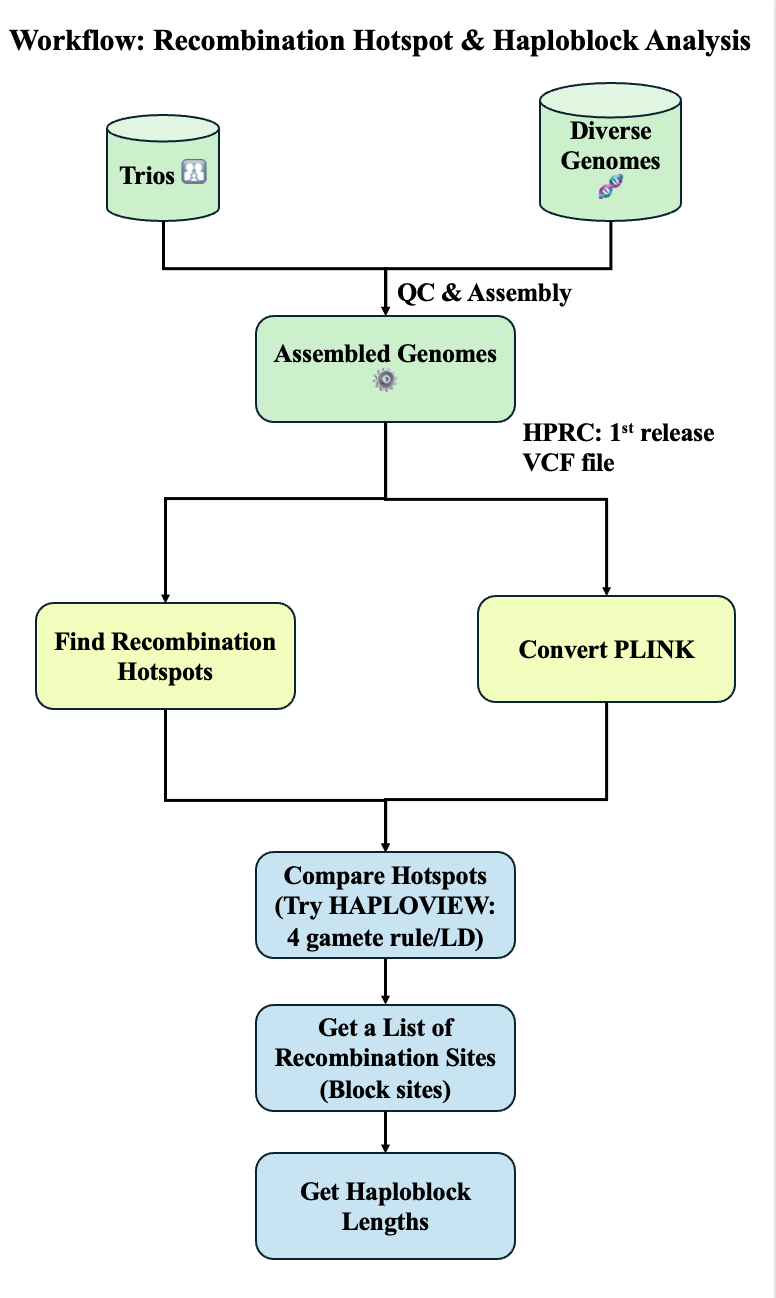 Workflow: Recombination Hotspot & Haploblock Analysis
Trios
Diverse
Genomes
QC & Assembly
Assembled Genomes
HPRC: 1st release
VCF file
Find Recombination
Hotspots
Convert PLINK
Compare Hotspots
(Try HAPLOVIEW:
4 gamete rule/LD)
Get a List of
Recombination Sites
(Block sites)
Get Haploblock
Lengths